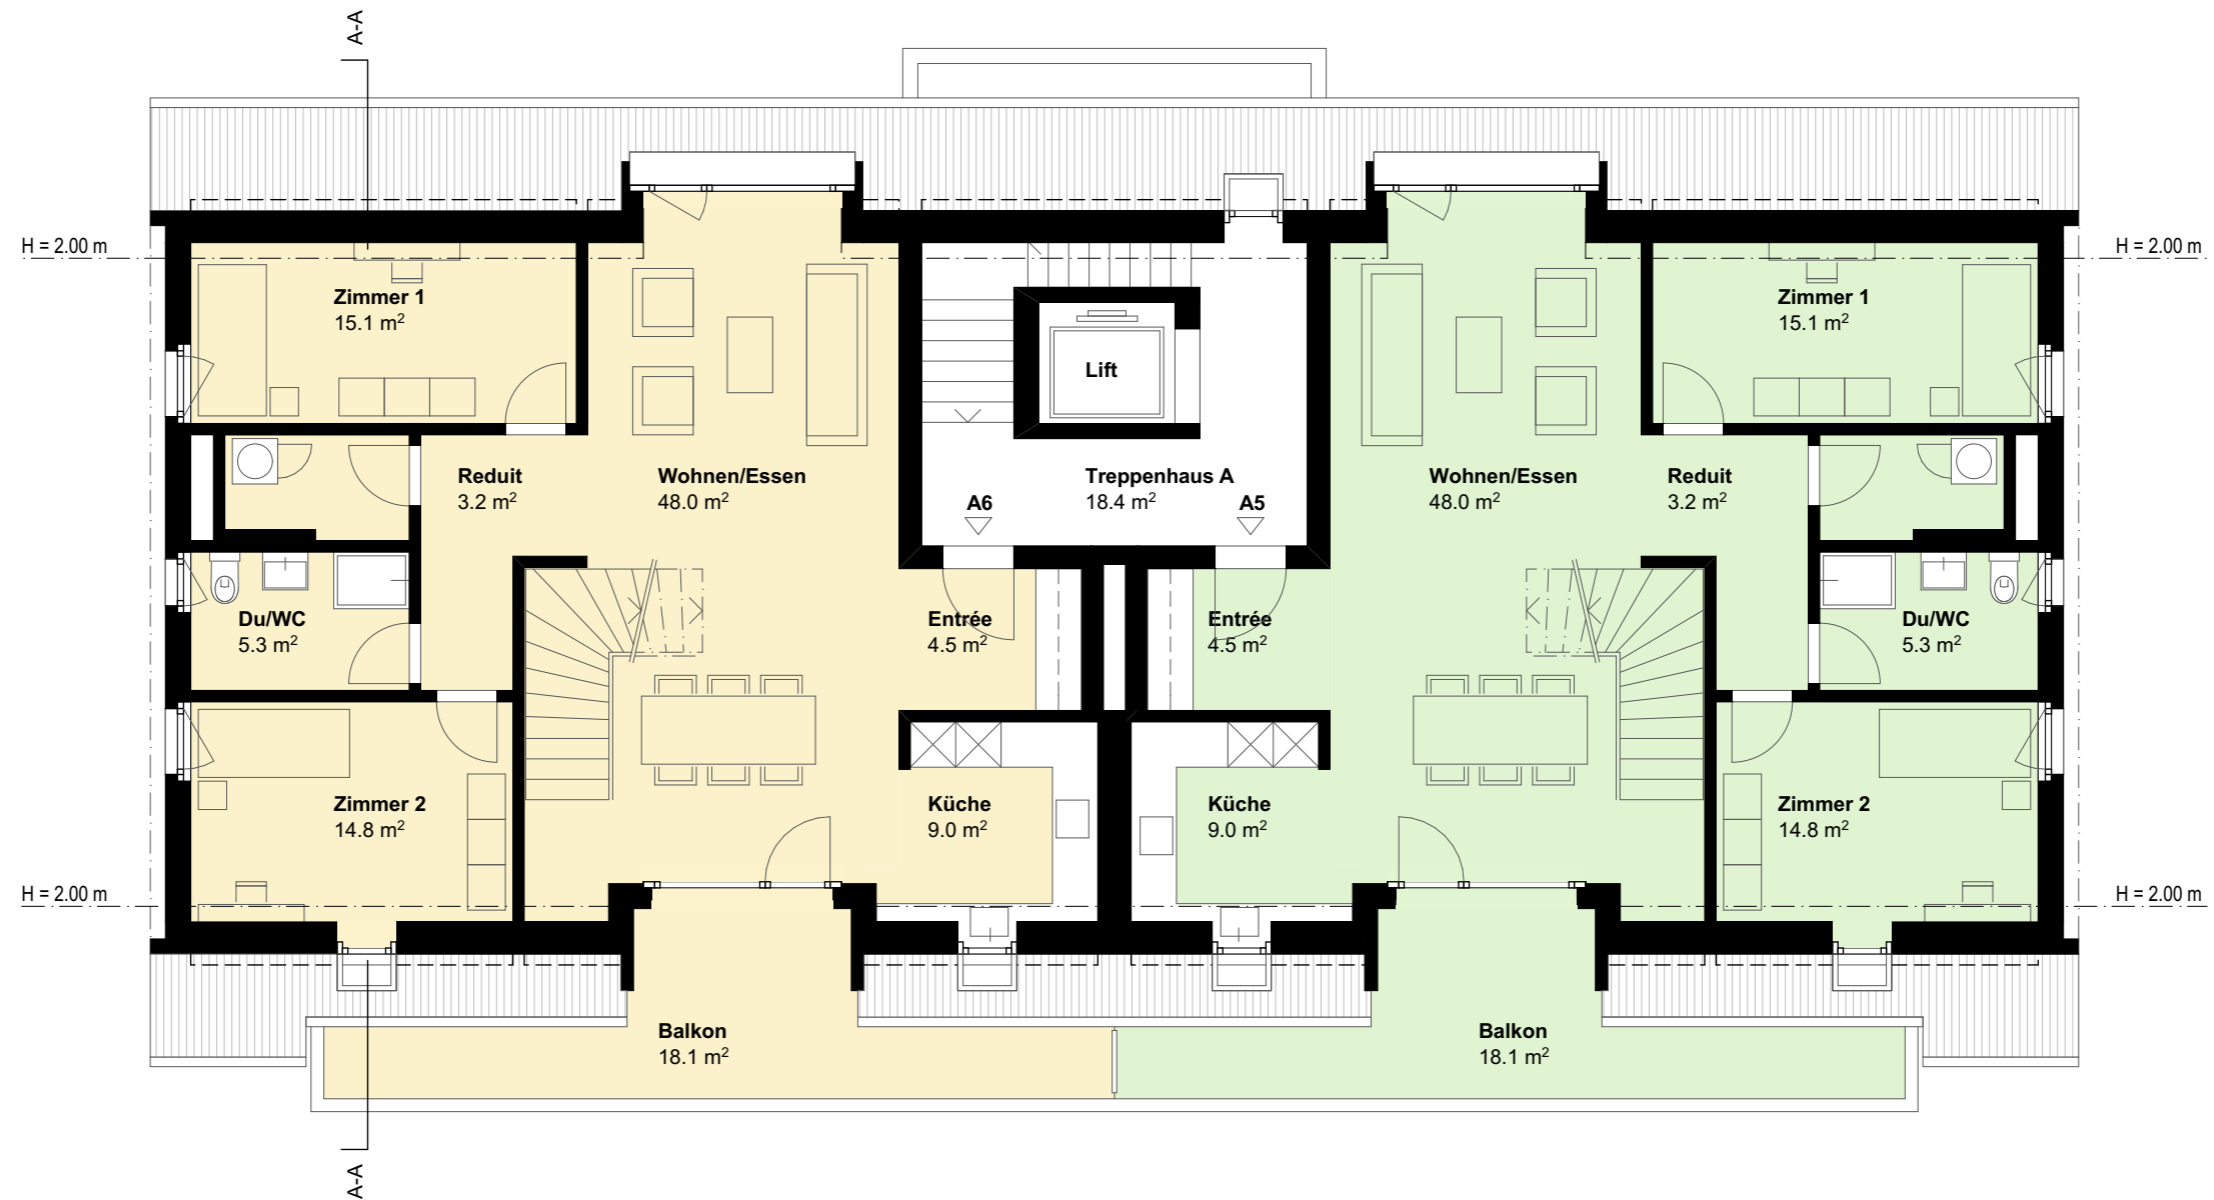 A-A
H = 2.00 m
H = 2.00 m
Zimmer 1
15.1 m²
Lift
Zimmer 1
15.1 m²
Reduit
3.2 m²
Wohnen/Essen
48.0 m²
A6
Treppenhaus A
18.4 m²
A5
Wohnen/Essen
48.0 m²
Reduit
3.2 m²
Du/WC
5.3 m²
Entrée
4.5 m²
Entrée
4.5 m²
Du/WC
5.3 m²
Zimmer 2
14.8 m²
Küche
9.0 m²
Küche
9.0 m²
Zimmer 2
14.8 m²
H = 2.00 m
H = 2.00 m
Balkon
18.1 m²
Balkon
18.1 m²
A-A